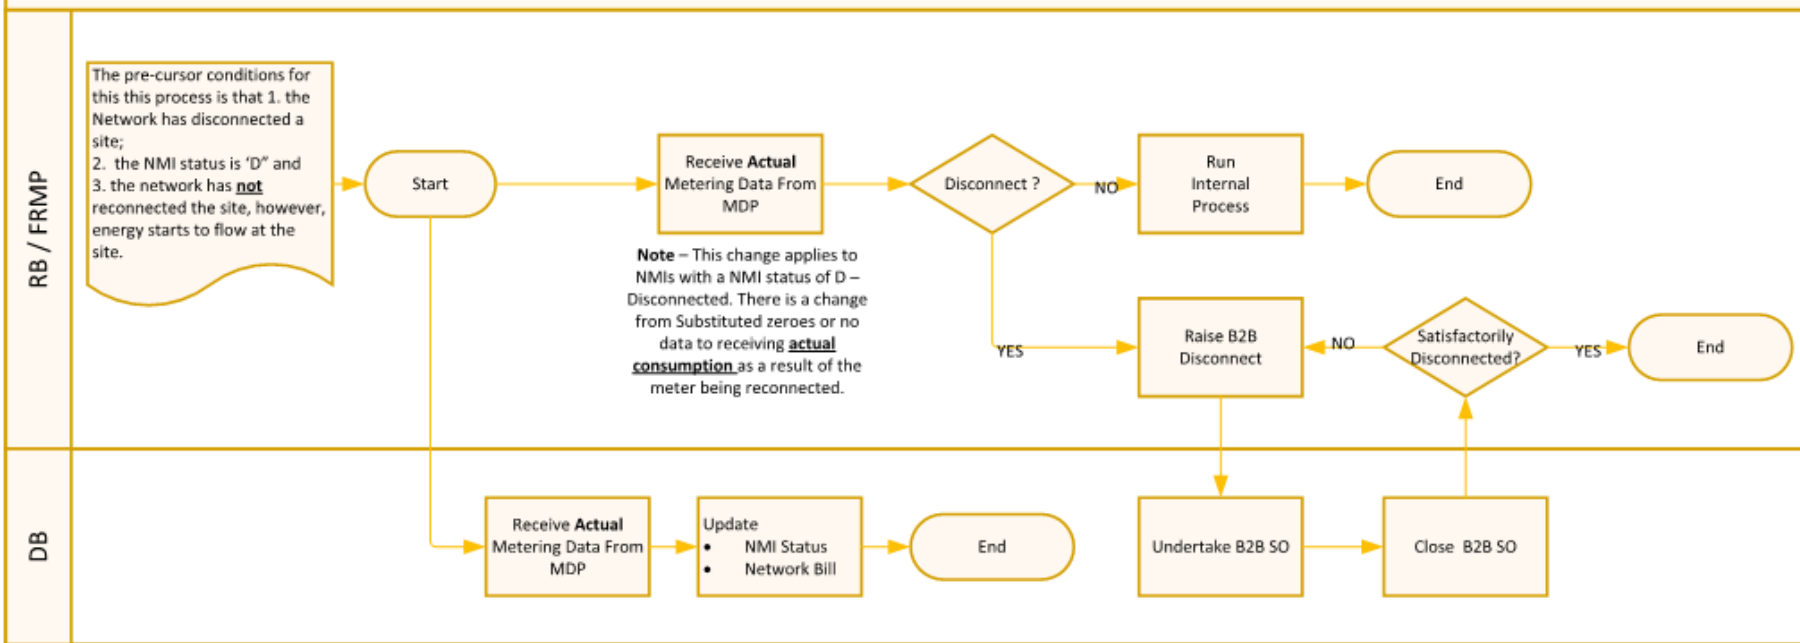 RB / FRMP
The pre-cursor conditions for
this this process is that 1. the
Network has disconnected a
site;
2.  the NMI status is ‘D” and
3. the network has not
reconnected the site, however,
energy starts to flow at the
site.
Start
Receive Actual
Metering Data From
MDP
Note – This change applies to
NMIs with a NMI status of D –
Disconnected. There is a change
from Substituted zeroes or no
data to receiving actual
consumption as a result of the
meter being reconnected.
Disconnect ?
NO
Run
Internal
Process
End
YES
Raise B2B
Disconnect
NO
Satisfactorily
Disconnected?
YES
End
DB
Receive Actual
Metering Data From
MDP
Update
• NMI Status
• Network Bill
End
Undertake B2B SO
Close  B2B SO